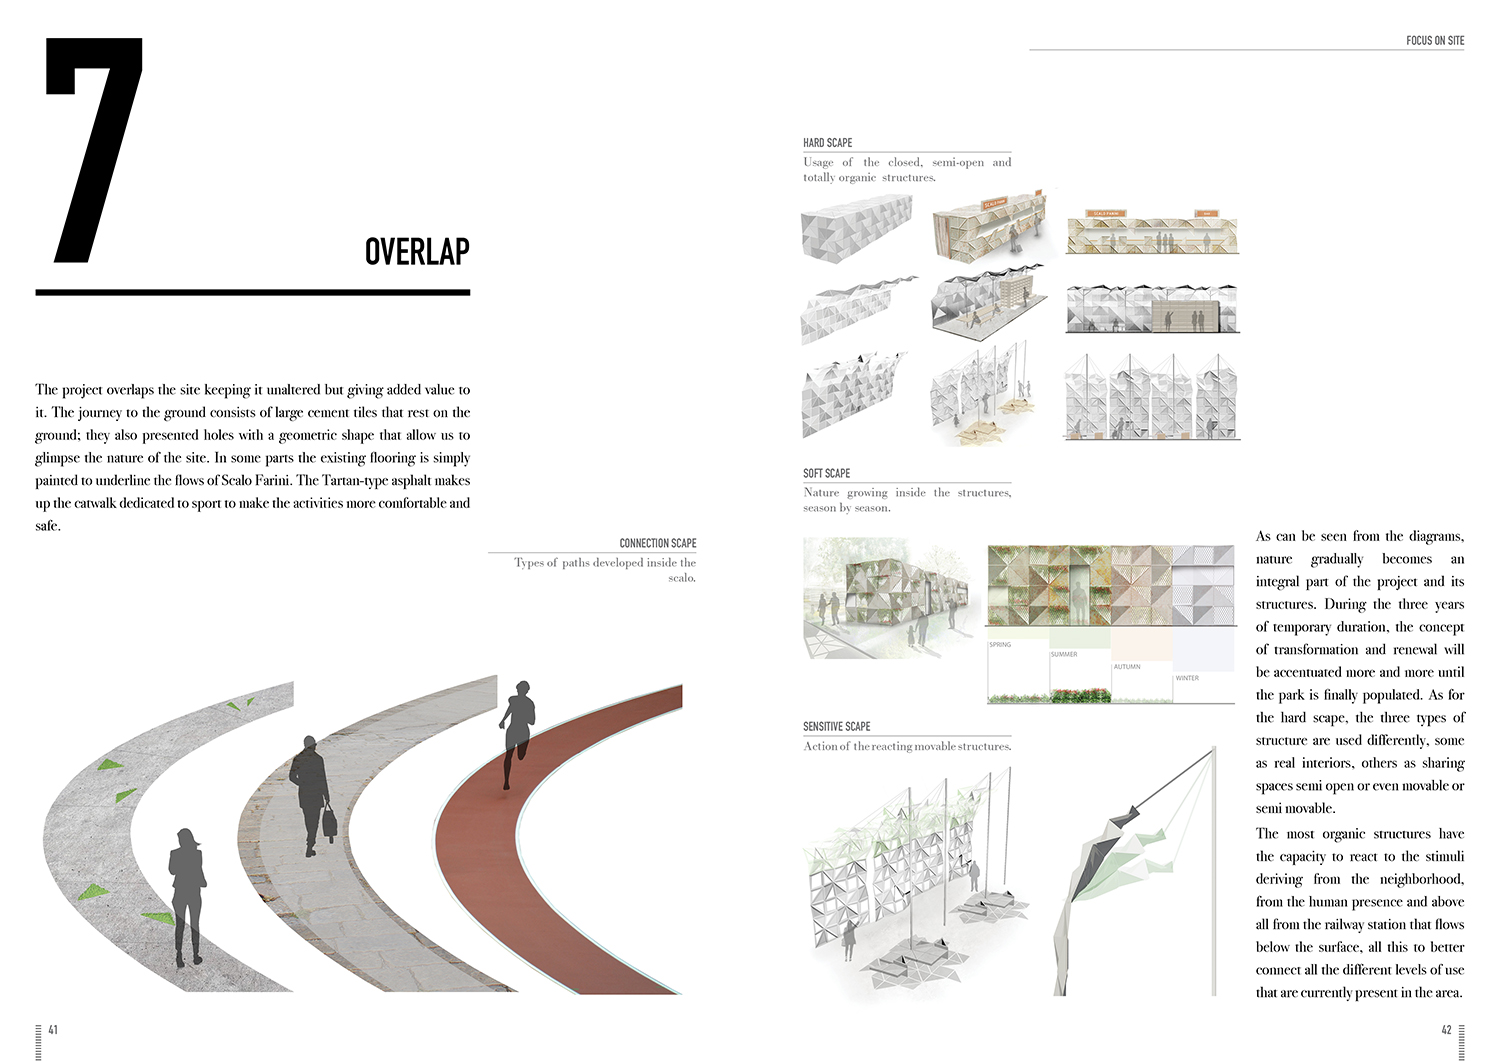 7
OVERLAP
The project overlaps the site keeping it unaltered but giving added value to
it. The journey to the ground consists of large cement tiles that rest on the
ground; they also presented holes with a geometric shape that allow us to
glimpse the nature of the site. In some parts the existing flooring is simply
painted to underline the flows of Scalo Farini. The Tartan-type asphalt makes
up the catwalk dedicated to sport to make the activities more comfortable and
safe.
CONNECTION SCAPE
Types of paths developed inside the
scalo.
41
FOCUS ON SITE
HARD SCAPE
Usage of the closed, semi-open and
totally organic structures.
SCALO FARINI
SCALO FARINI
SOFT SCAPE
Nature growing inside the structures,
season by season.
SPRING
SUMMER
AUTUMN
WINTER
SENSITIVE SCAPE
Action of the reacting movable structures.
As can be seen from the diagrams,
nature gradually becomes an
integral part of the project and its
structures. During the three years
of temporary duration, the concept
of transformation and renewal will
be accentuated more and more until
the park is finally populated. As for
the hard scape, the three types of
structure are used differently, some
as real interiors, others as sharing
spaces semi open or even movable or
semi movable.
The most organic structures have
the capacity to react to the stimuli
deriving from the neighborhood,
from the human presence and above
all from the railway station that flows
below the surface, all this to better
connect all the different levels of use
that are currently present in the area.
42